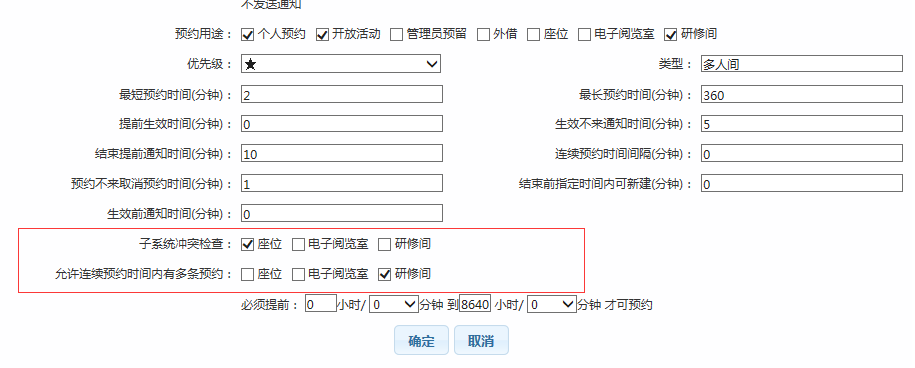 不发送通知
预约用途： 个人预约 开放活动 管理员预留 外借 座位 电子阅览室 研修间
优先级： ★ 类型： 多人间
最短预约时间(分钟)： 2 最长预约时间(分钟)： 360
提前生效时间(分钟)： 0 生效不来通知时间(分钟)： 5
结束提前通知时间(分钟)： 10 连续预约时间间隔(分钟)： 0
预约不来取消预约时间(分钟)： 1 结束前指定时间内可新建(分钟)： 0
生效前通知时间(分钟)： 0
子系统冲突检查： 座位 电子阅览室 研修间
允许连续预约时间内有多条预约： 座位 电子阅览室 研修间
必须提前： 0 小时/ 0 分钟 到 8640 小时/ 0 分钟 才可预约
确定 取消